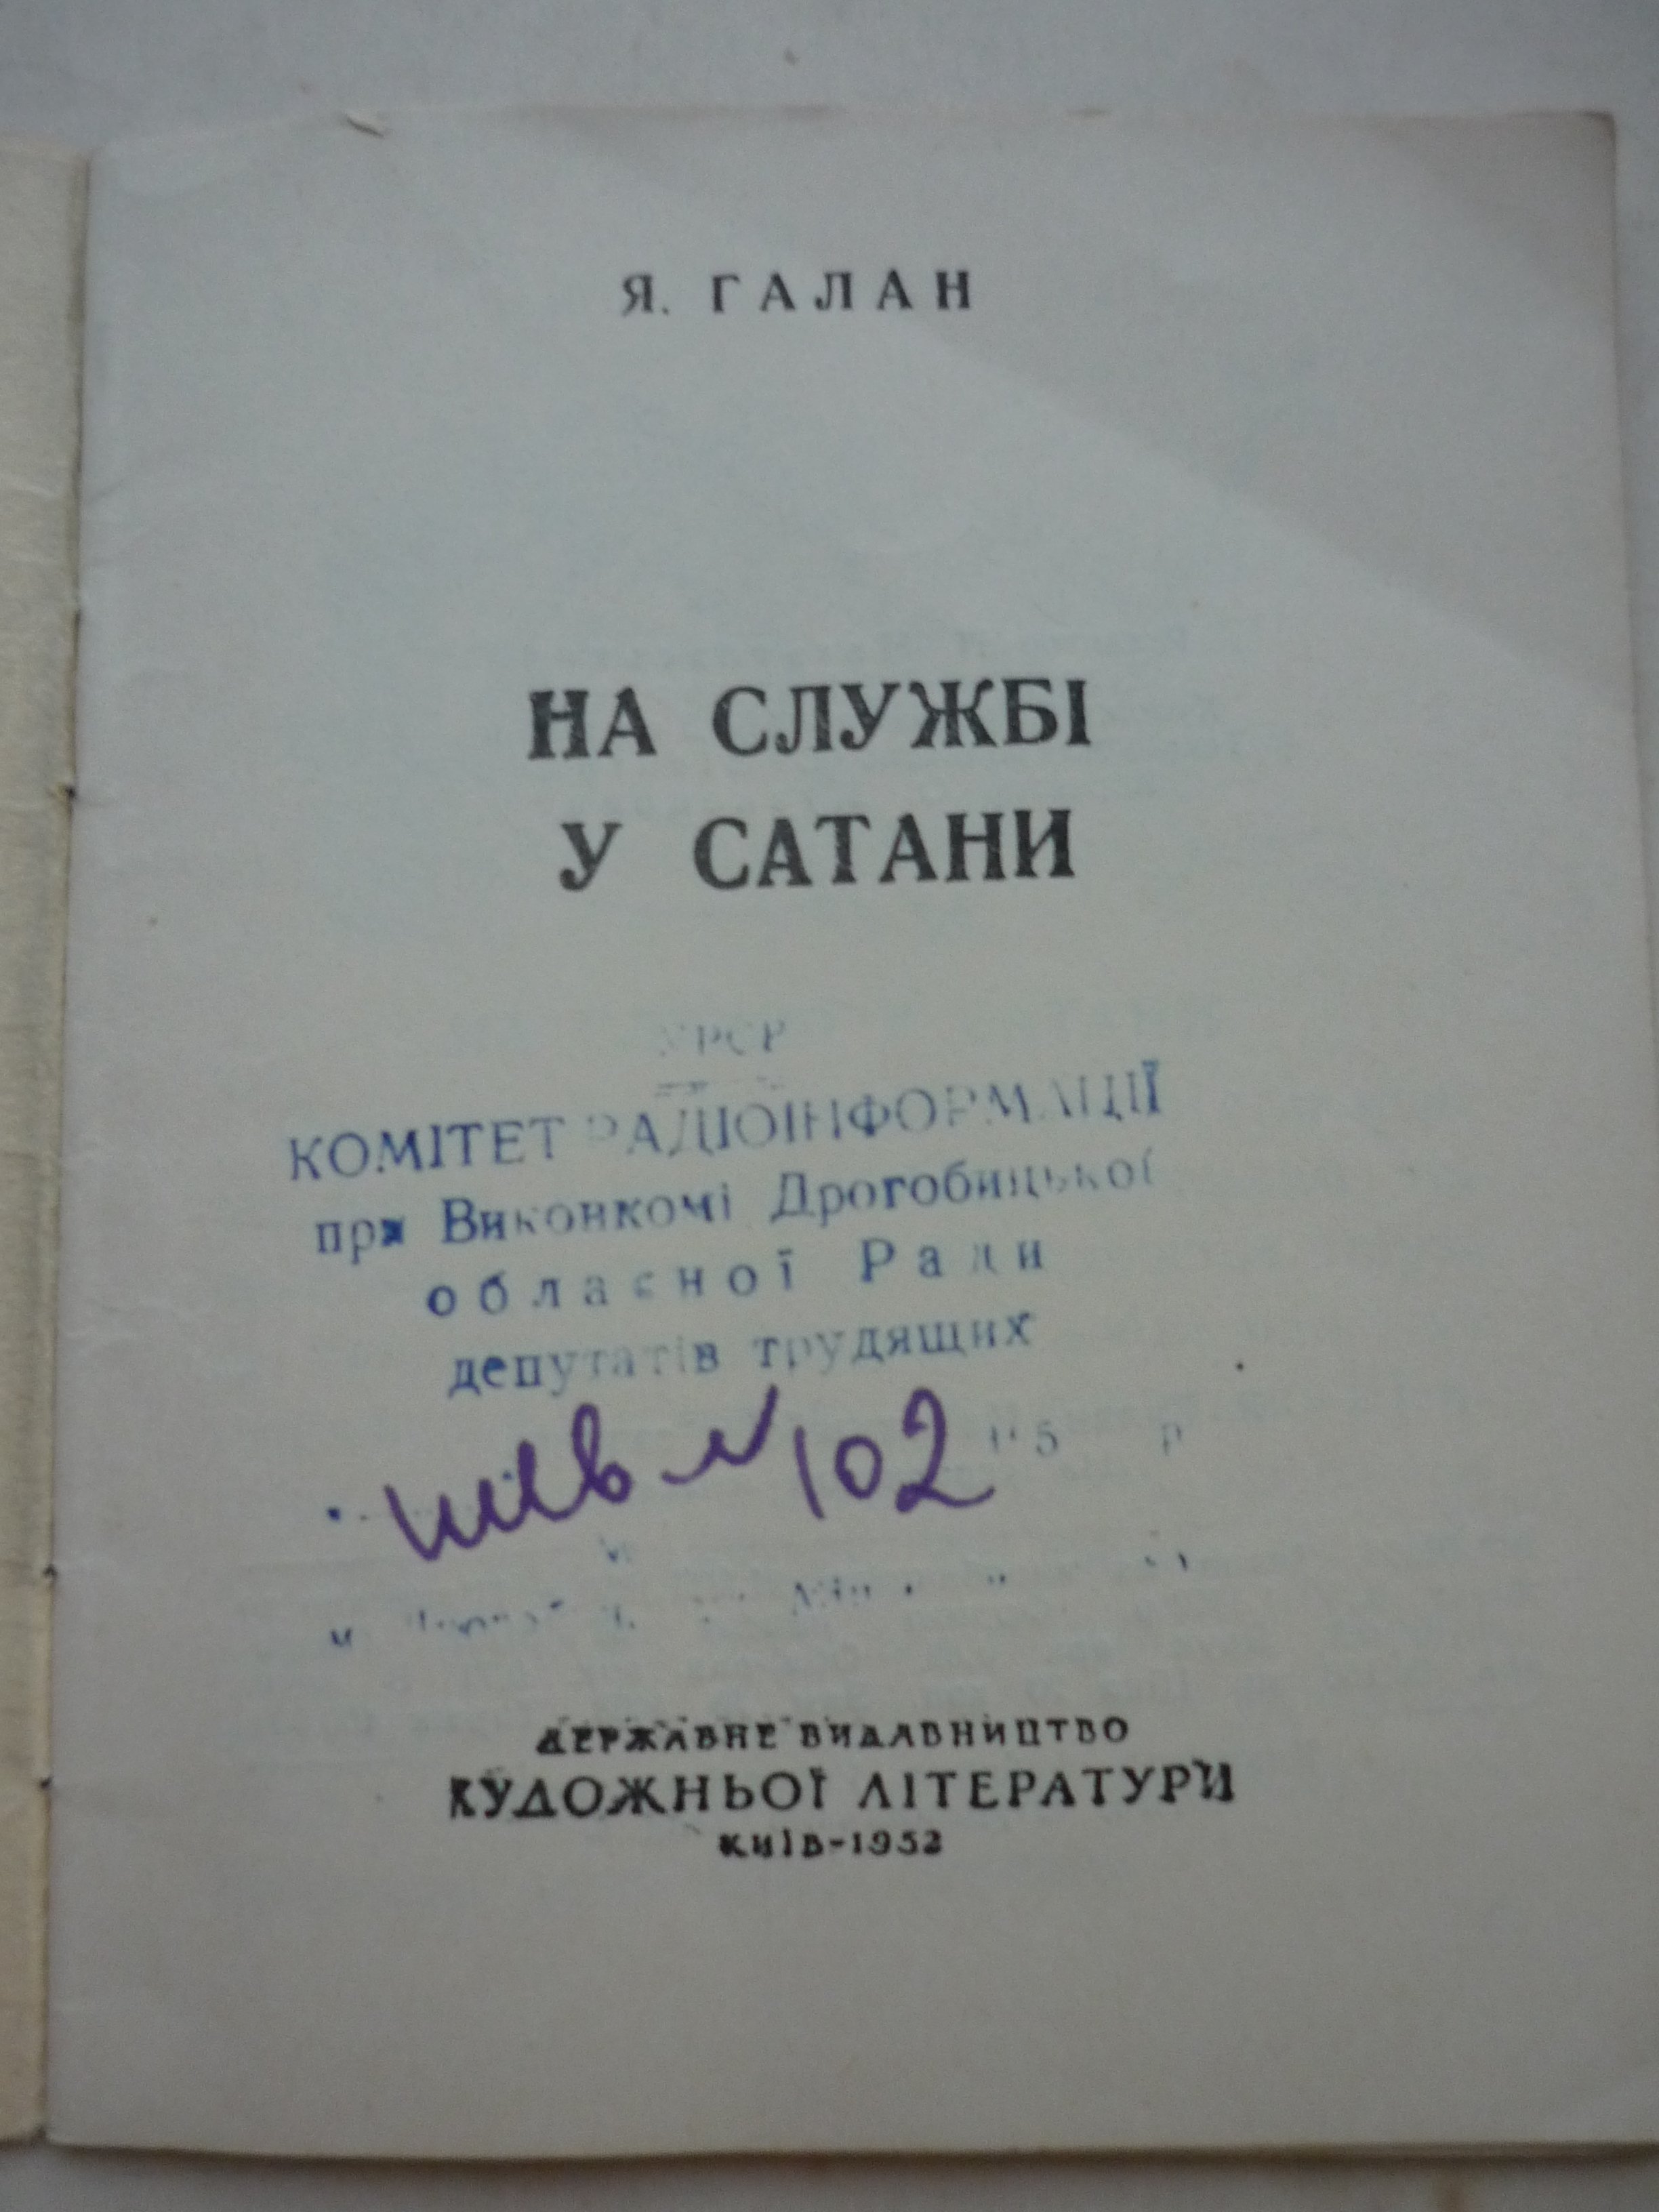 Я. ГАЛАН
НА СЛУЖБІ
У САТАНИ
УРСР
КОМІТЕТ РАДІОІНФОРМАЦІЇ
при Виконкомі Дрогобицької
обласної Ради
депутатів трудящих
інв № 102
ДЕРЖАВНЕ ВИДАВНИЦТВО
ХУДОЖНЬОЇ ЛІТЕРАТУРИ
КИЇВ-1952